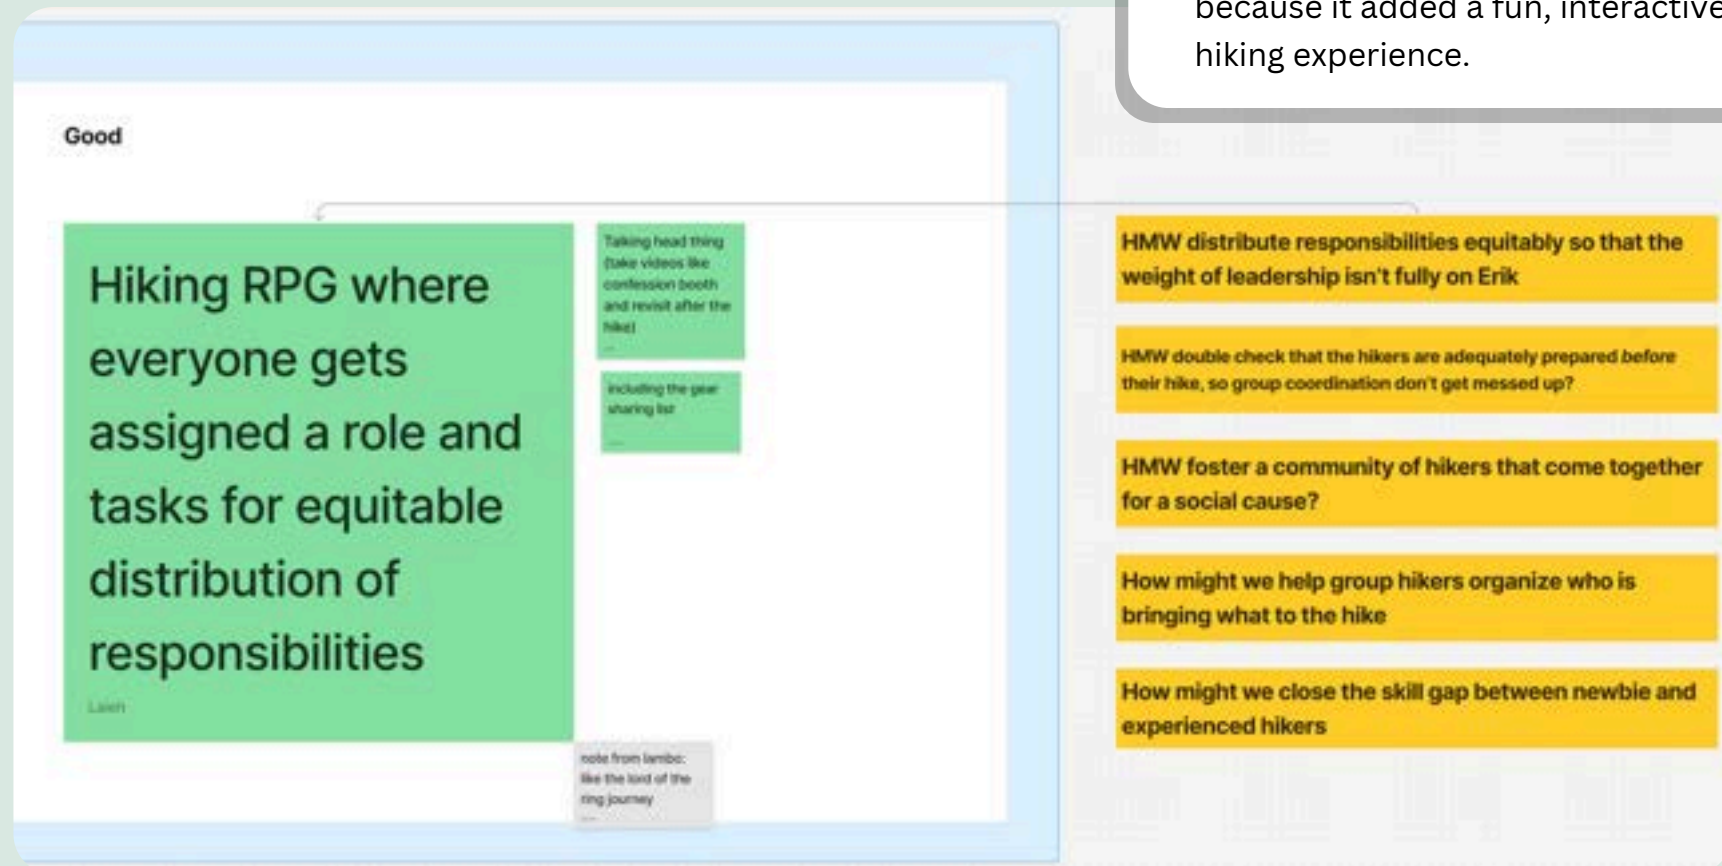 because it added a fun, interactive
hiking experience.
Good
Hiking RPG where
everyone gets
assigned a role and
tasks for equitable
distribution of
responsibilities
Talking head thing
(take videos like
confession booth
and revisit after the
hike)
including the gear
sharing list
note from lambo:
like the lord of the
ring journey
HMW distribute responsibilities equitably so that the
weight of leadership isn't fully on Erik
HMW double check that the hikers are adequately prepared before
their hike, so group coordination don't get messed up?
HMW foster a community of hikers that come together
for a social cause?
How might we help group hikers organize who is
bringing what to the hike
How might we close the skill gap between newbie and
experienced hikers